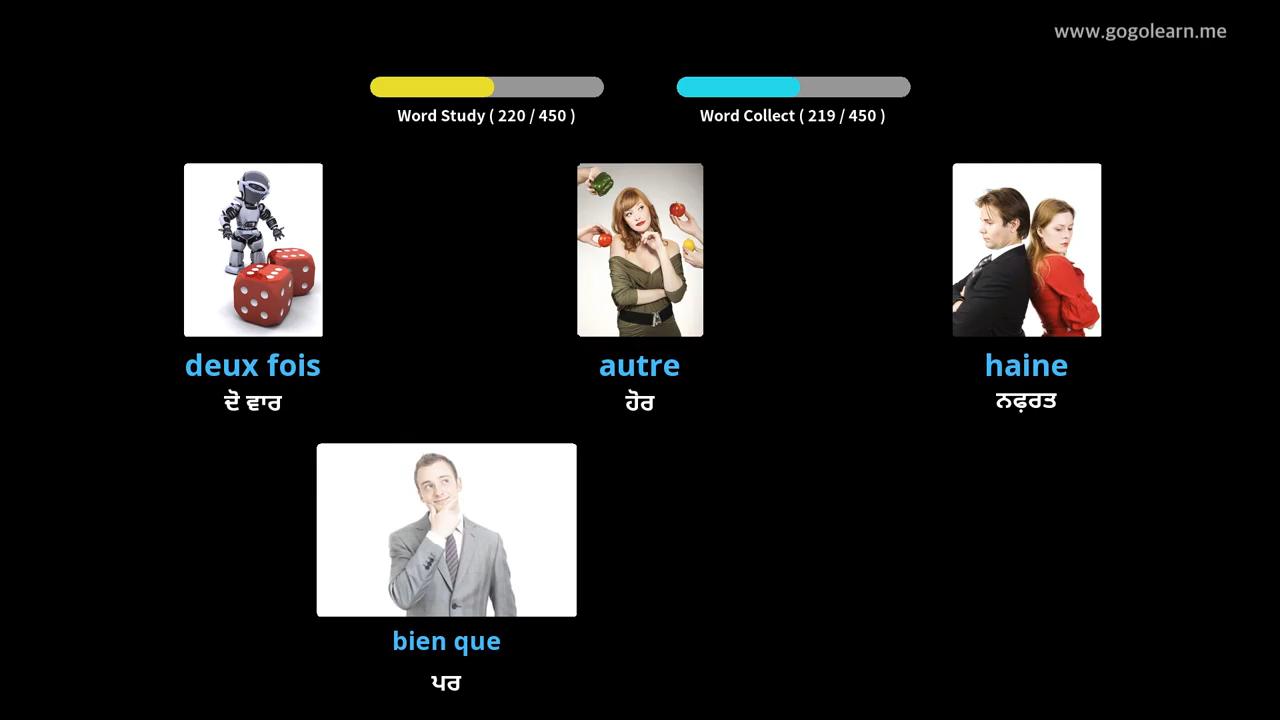 www.gogolearn.me
Word Study ( 220 / 450 )
Word Collect ( 219 / 450 )
deux fois
autre
haine
ਦੋ ਵਾਰ
ਹੋਰ
ਨਫ਼ਰਤ
bien que
ਪਰ